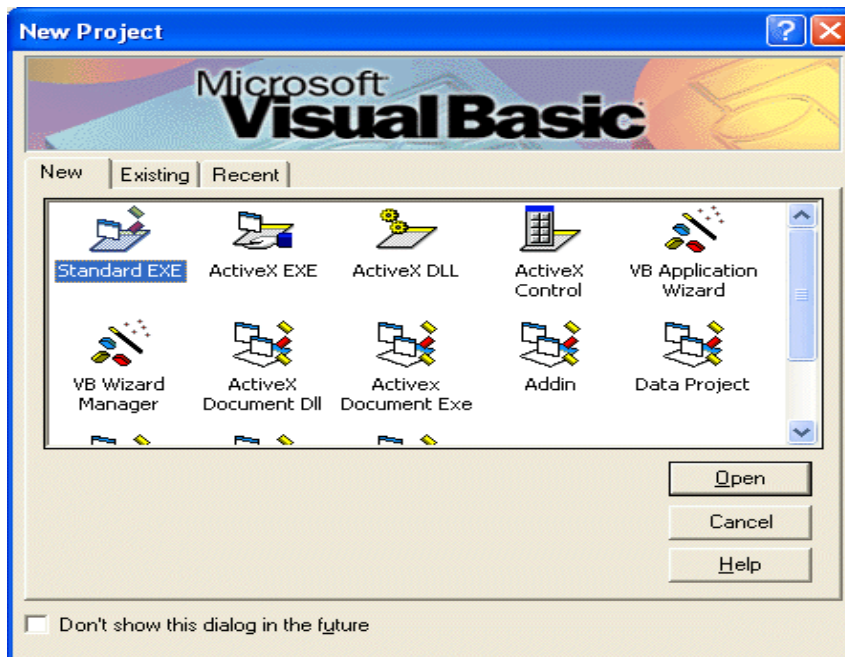 New Project
Microsoft
Visual Basic
New Existing Recent
Standard EXE ActiveX EXE ActiveX DLL ActiveX Control VB Application Wizard
VB Wizard Manager ActiveX Document Dll Activex Document Exe Addin Data Project
Open
Cancel
Help
Don't show this dialog in the future